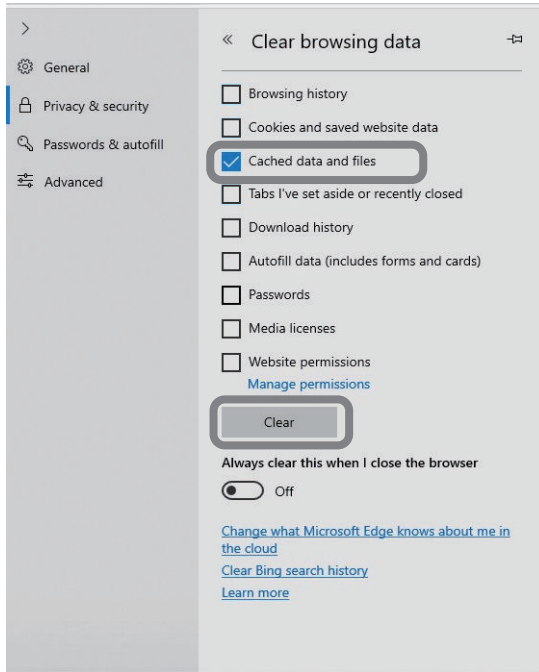 General
Privacy & security
Passwords & autofill
Advanced
Clear browsing data
Browsing history
Cookies and saved website data
Cached data and files
Tabs I've set aside or recently closed
Download history
Autofill data (includes forms and cards)
Passwords
Media licenses
Website permissions
Manage permissions
Clear
Always clear this when I close the browser
Off
Change what Microsoft Edge knows about me in
the cloud
Clear Bing search history
Learn more